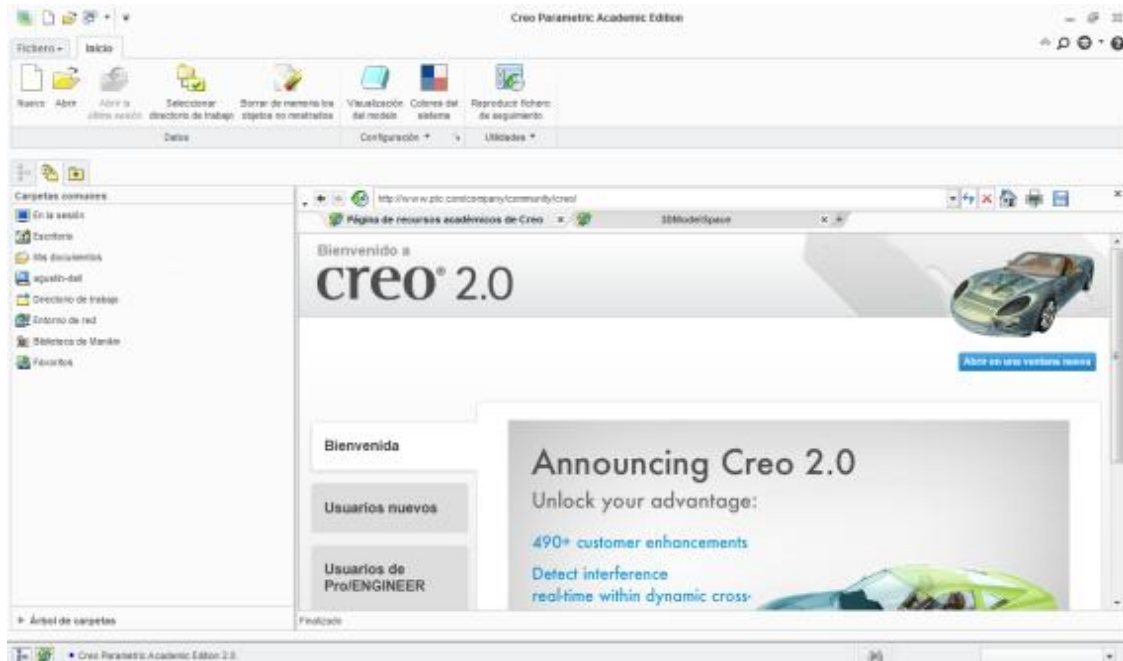 Creo Parametric Academic Edition
Fichero
Inicio
Nuevo
Abrir
Abrir la última sesión
Seleccionar directorio de trabajo
Borrar de memoria los objetos no mostrados
Visualización del modelo
Colores del sistema
Reproducir fichero de seguimiento
Datos
Configuración
Utilidades
Carpetas comunes
En la sesión
Escritorio
Mis documentos
agustin-dell
Directorio de trabajo
Entorno de red
Biblioteca de Manikin
Favoritos
Árbol de carpetas
http://www.ptc.com/company/community/creo/
Página de recursos académicos de Creo
3DModelSpace
Bienvenido a
creo® 2.0
Abrir en una ventana nueva
Bienvenida
Usuarios nuevos
Usuarios de
Pro/ENGINEER
Announcing Creo 2.0
Unlock your advantage:
490+ customer enhancements
Detect interference
real-time within dynamic cross-
Finalizado
Creo Parametric Academic Edition 2.0